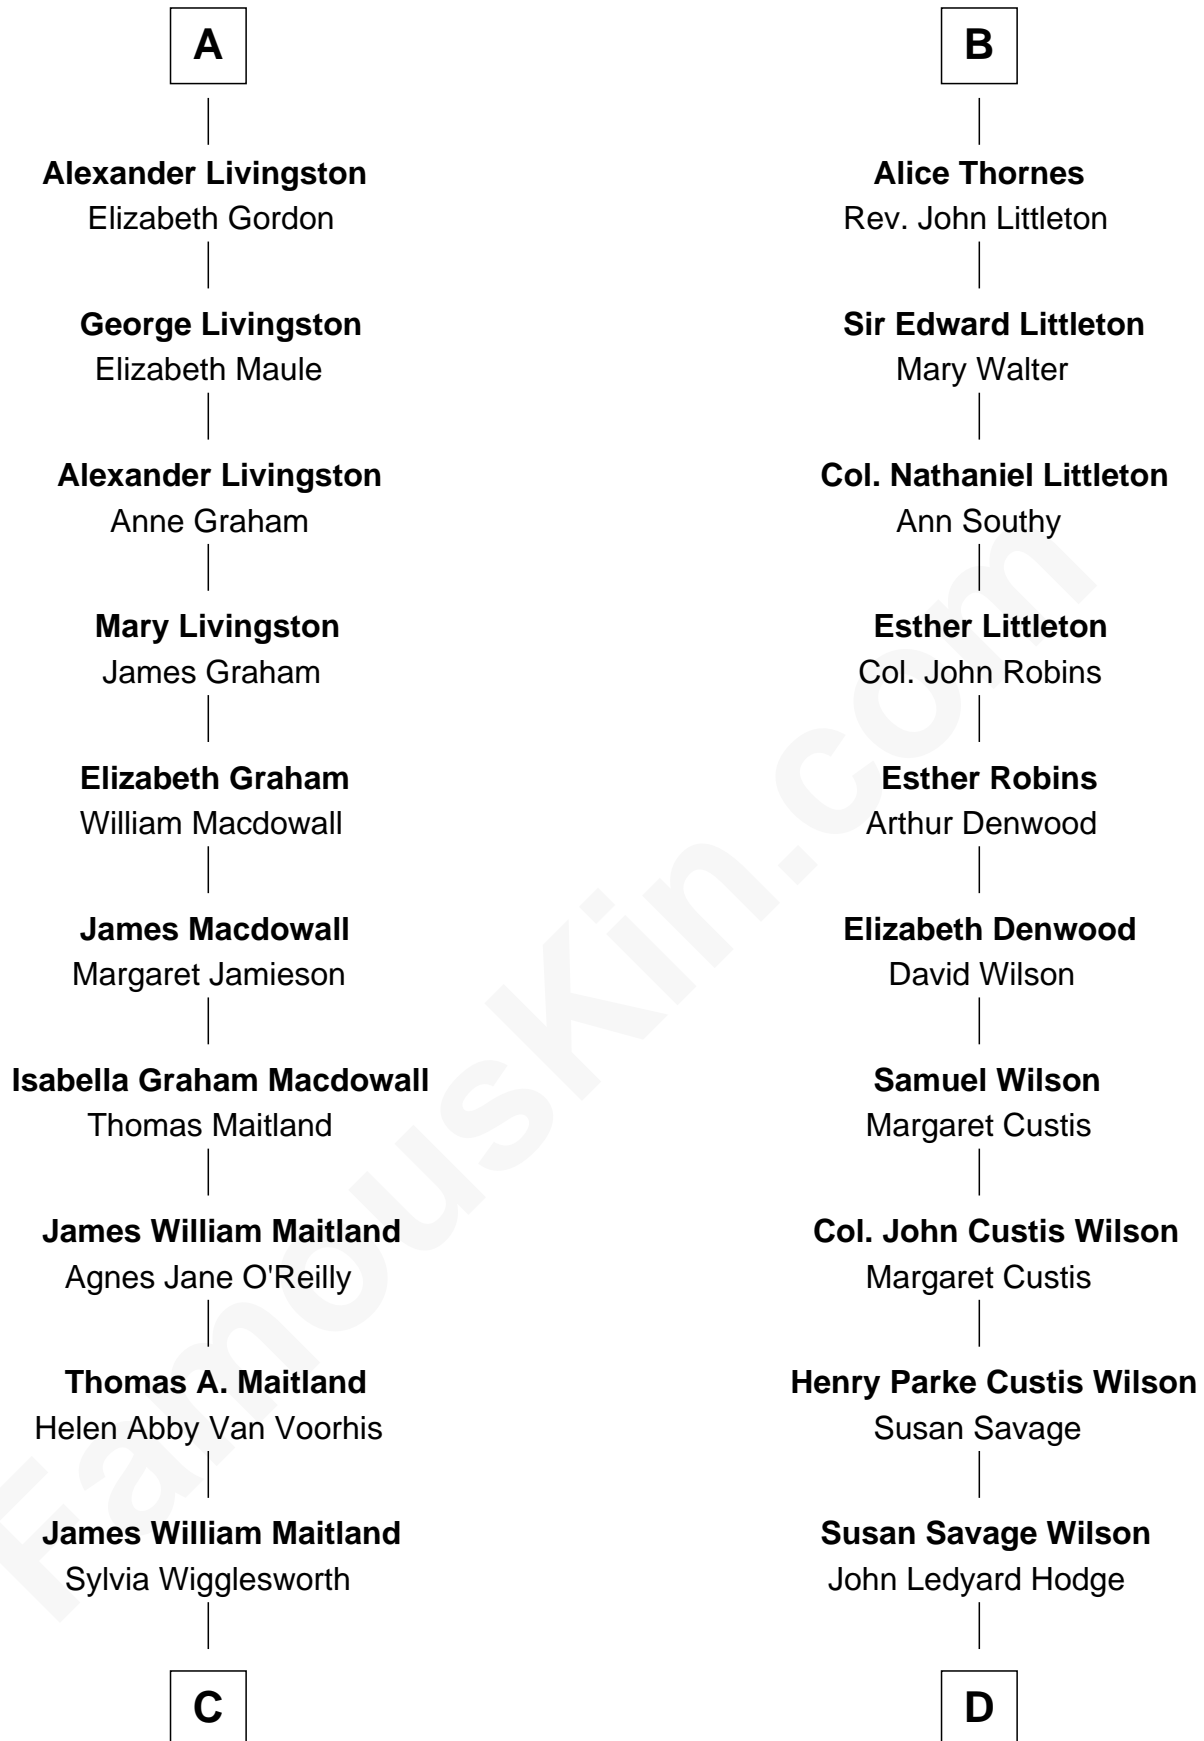 A
Alexander Livingston
Elizabeth Gordon
George Livingston
Elizabeth Maule
Alexander Livingston
Anne Graham
Mary Livingston
James Graham
Elizabeth Graham
William Macdowall
James Macdowall
Margaret Jamieson
Isabella Graham Macdowall
Thomas Maitland
James William Maitland
Agnes Jane O'Reilly
Thomas A. Maitland
Helen Abby Van Voorhis
James William Maitland
Sylvia Wigglesworth
C
B
Alice Thornes
Rev. John Littleton
Sir Edward Littleton
Mary Walter
Col. Nathaniel Littleton
Ann Southy
Esther Littleton
Col. John Robins
Esther Robins
Arthur Denwood
Elizabeth Denwood
David Wilson
Samuel Wilson
Margaret Custis
Col. John Custis Wilson
Margaret Custis
Henry Parke Custis Wilson
Susan Savage
Susan Savage Wilson
John Ledyard Hodge
D
FamousKin.com